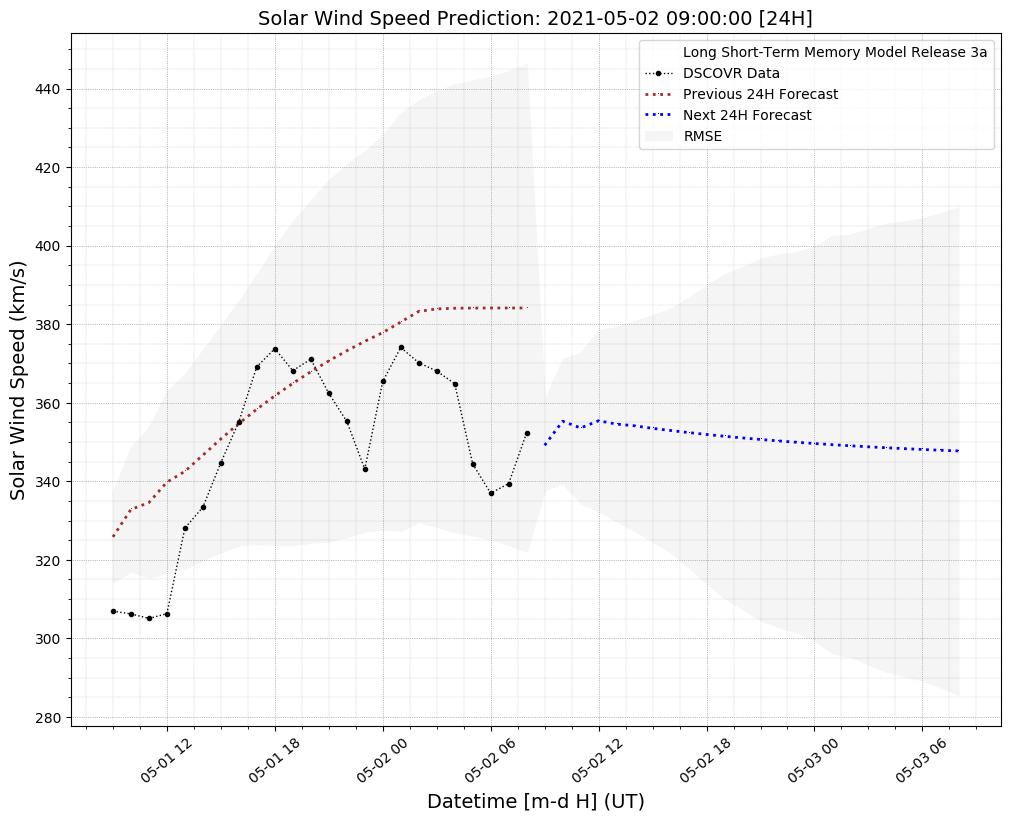 Solar Wind Speed Prediction: 2021-05-02 09:00:00 [24H]
Long Short-Term Memory Model Release 3a
DSCOVR Data
Previous 24H Forecast
Next 24H Forecast
RMSE
Solar Wind Speed (km/s)
440
420
400
380
360
340
320
300
280
05-01 12
05-01 18
05-02 00
05-02 06
05-02 12
05-02 18
05-03 00
05-03 06
Datetime [m-d H] (UT)